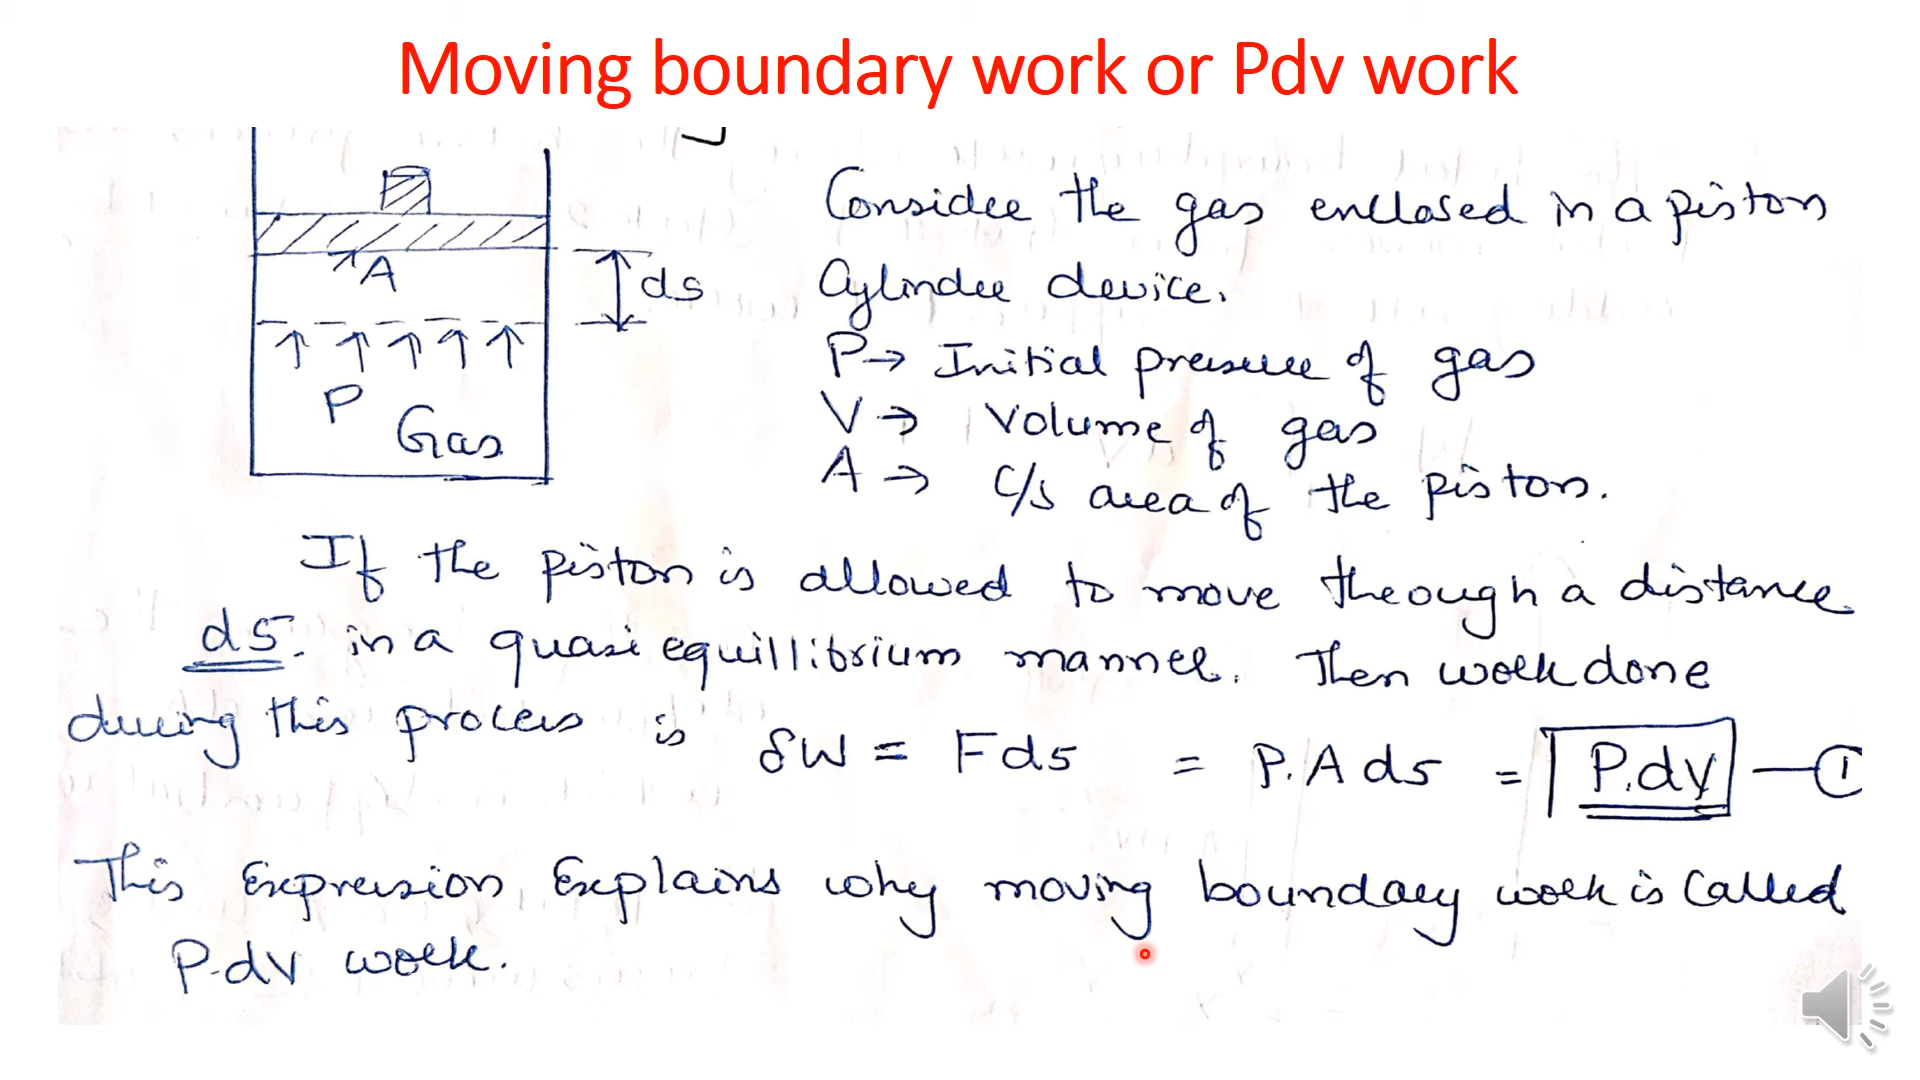 Moving boundary work or Pdv work
Consider the gas enclosed in a piston
Cylinder device.
A
ds
P → Initial pressure of gas
P
Gas
V → Volume of gas
A → C/s area of the piston.
If the piston is allowed to move through a distance
ds. in a quasi equillibrium manner. Then work done
during this process is δW = Fds = P.A ds = P.dv — 1
This Expression Explains why moving boundary work is Called
P.dV work.